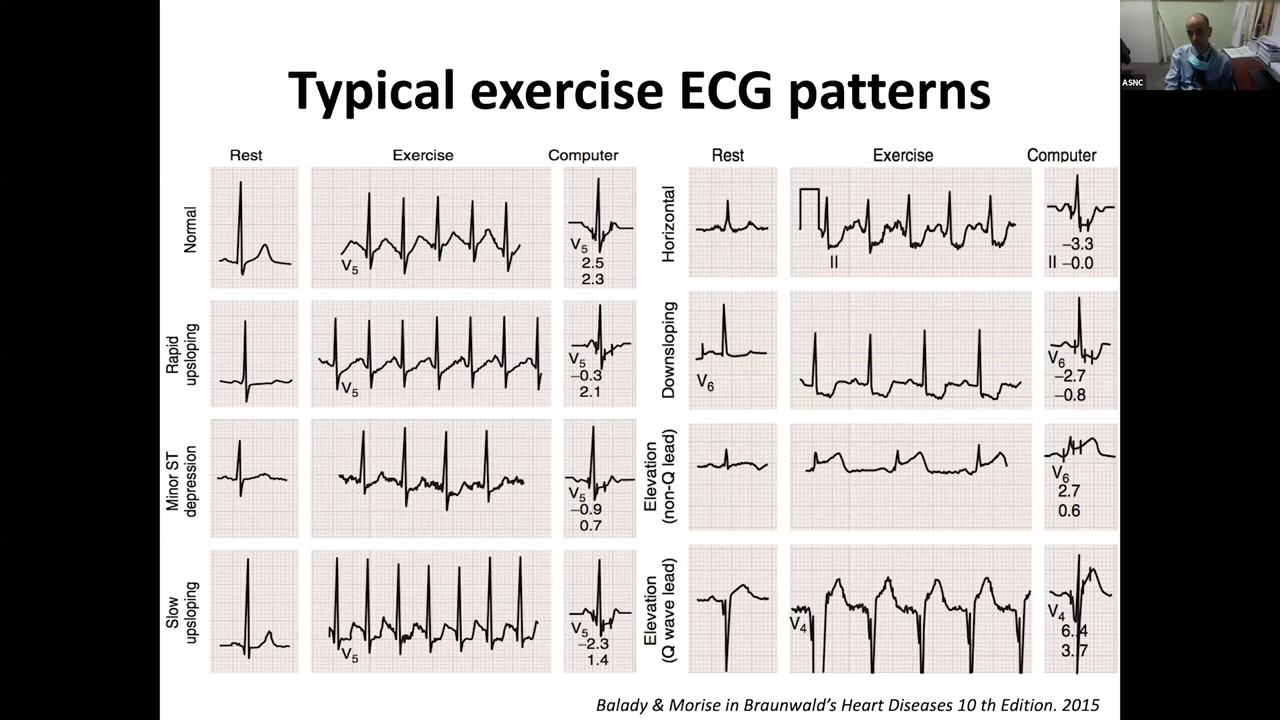 Typical exercise ECG patterns
ASNC
Rest Exercise Computer
Normal
V5
V5
2.5
2.3
Rapid
upsloping
V5
V5
−0.3
2.1
Minor ST
depression
V5
−0.9
0.7
Slow
upsloping
V5
V5
−2.3
1.4
Rest Exercise Computer
Horizontal
II
−3.3
II −0.0
Downsloping
V6
V6
−2.7
−0.8
Elevation
(non-Q lead)
V6
2.7
0.6
Elevation
(Q wave lead)
V4
V4
6.4
3.7
Balady & Morise in Braunwald's Heart Diseases 10 th Edition. 2015